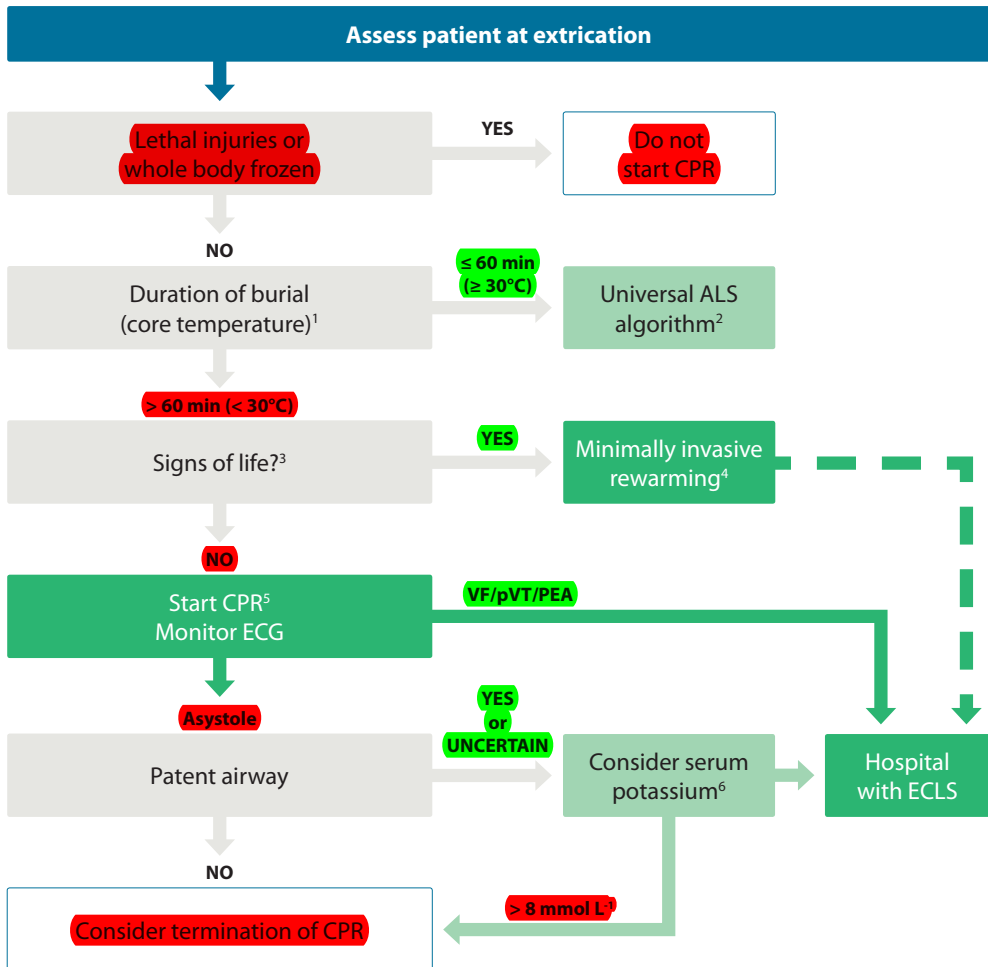 Assess patient at extrication
Lethal injuries or
whole body frozen
YES
Do not
start CPR
NO
Duration of burial
(core temperature)¹
≤ 60 min
(≥ 30°C)
Universal ALS
algorithm²
> 60 min (< 30°C)
Signs of life?³
YES
Minimally invasive
rewarming⁴
NO
Start CPR⁵
Monitor ECG
VF/pVT/PEA
Asystole
Patent airway
YES
or
UNCERTAIN
Consider serum
potassium⁶
Hospital
with ECLS
NO
> 8 mmol L⁻¹
Consider termination of CPR